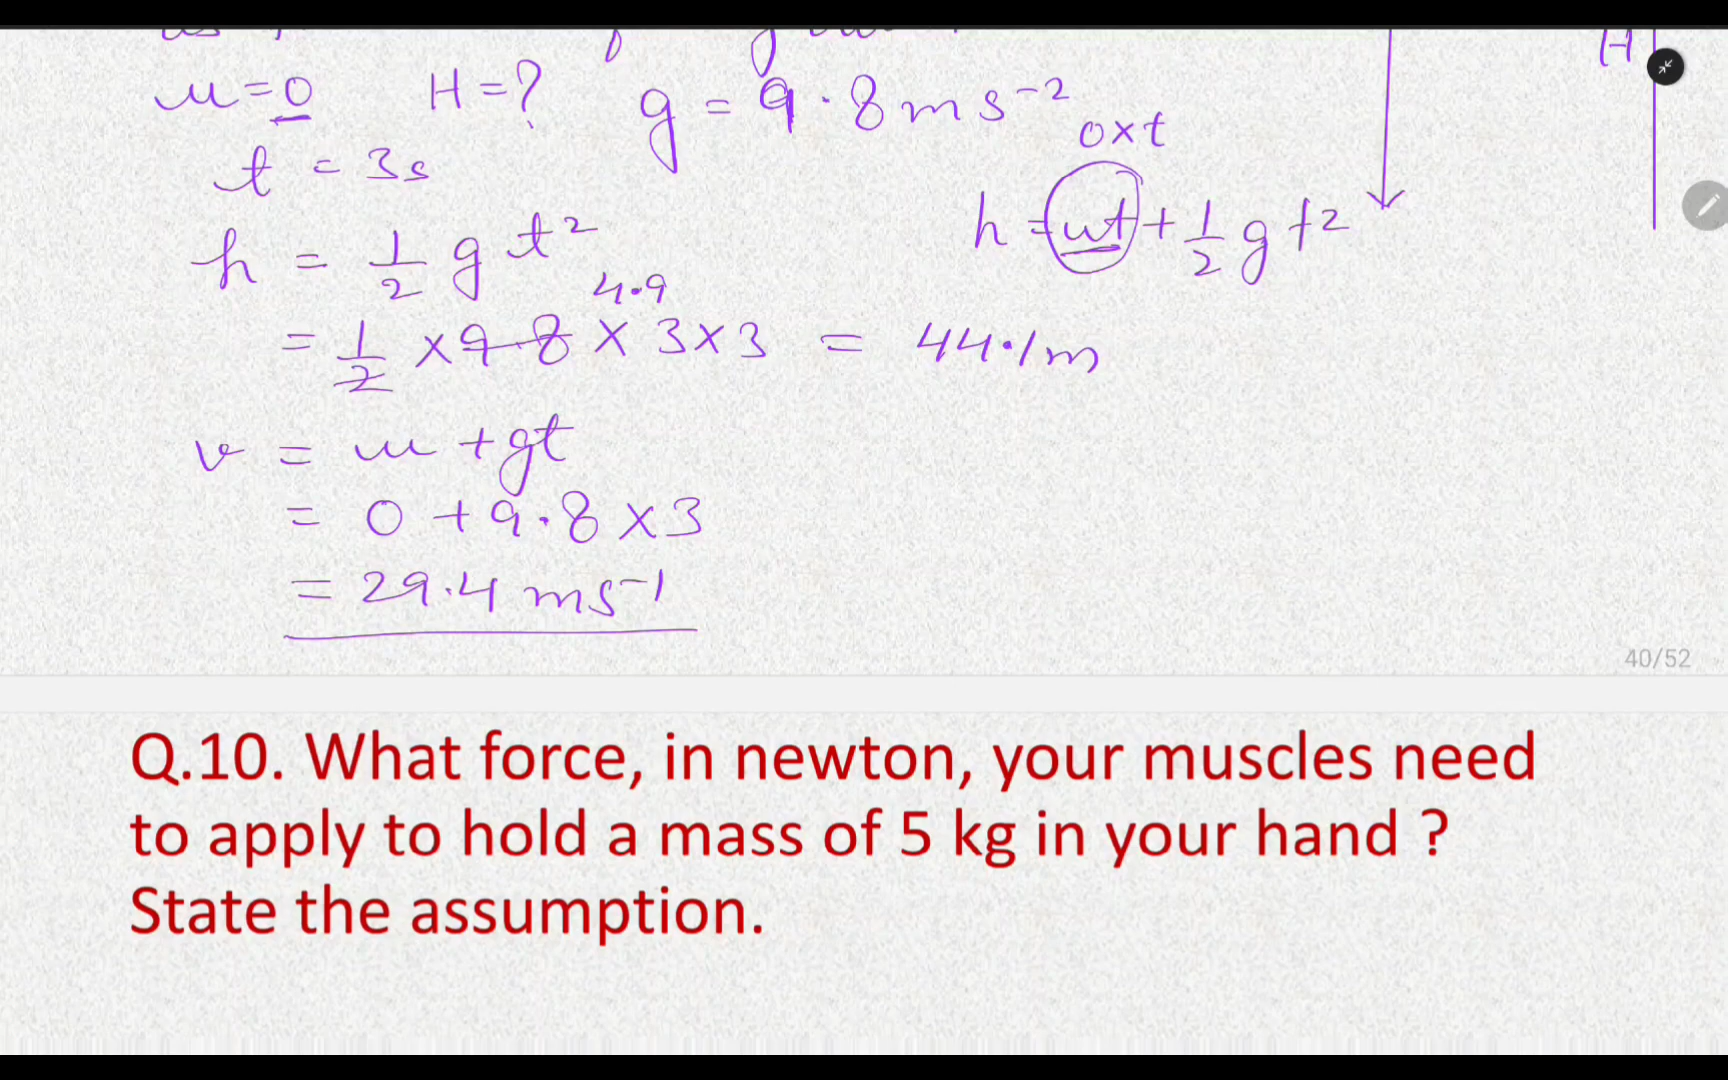 H
u = 0 H = ? g = 9.8 m s⁻²
0 x t
t = 3s
h = ut + 1/2 g t²
h = 1/2 g t²
4.9
= 1/2 x 9.8 x 3 x 3 = 44.1 m
v = u + gt
= 0 + 9.8 x 3
= 29.4 ms⁻¹
40/52
Q.10. What force, in newton, your muscles need
to apply to hold a mass of 5 kg in your hand ?
State the assumption.